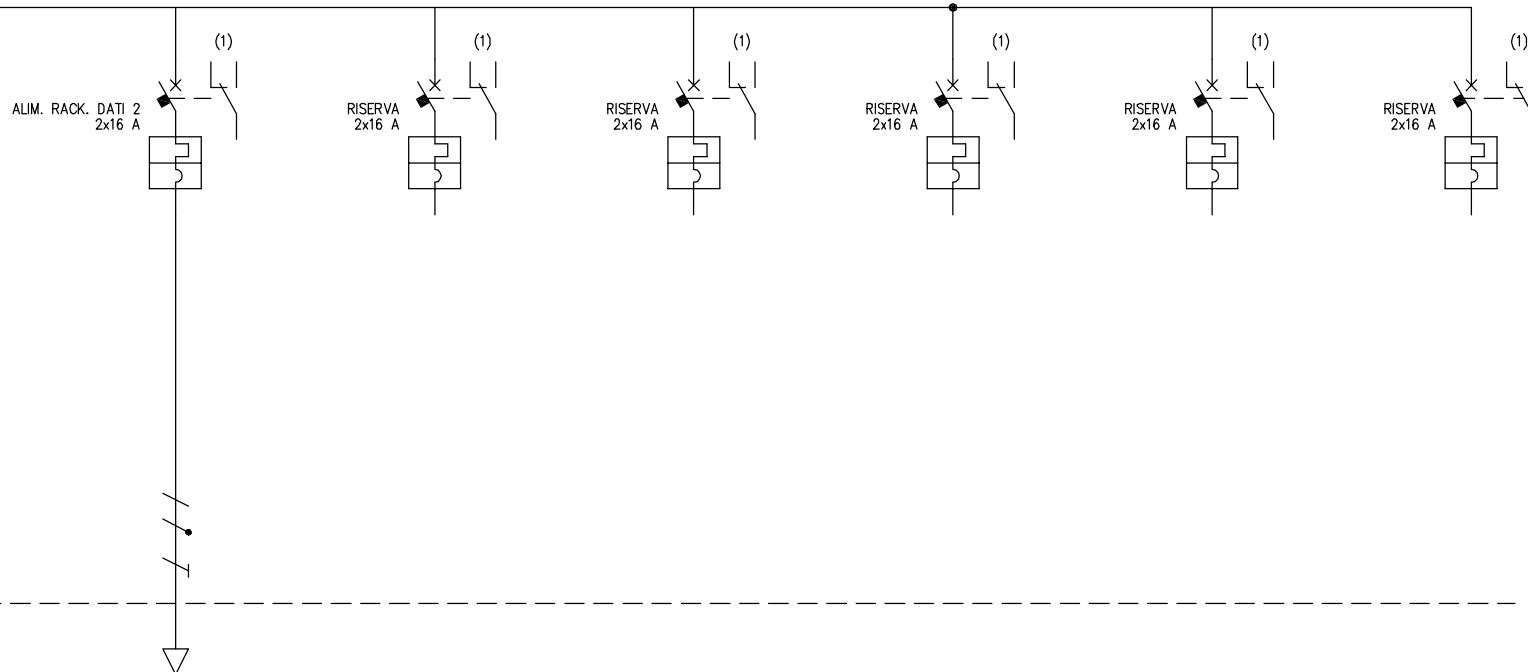 (1) (1) (1) (1) (1) (1)
ALIM. RACK. DATI 2
2x16 A
RISERVA
2x16 A
RISERVA
2x16 A
RISERVA
2x16 A
RISERVA
2x16 A
RISERVA
2x16 A